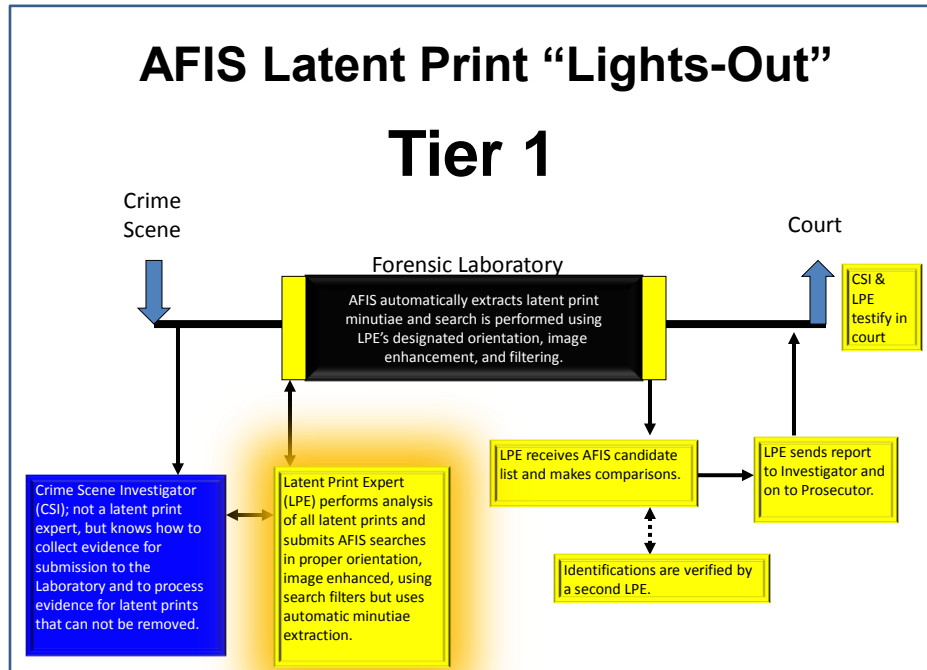 AFIS Latent Print “Lights-Out”
Tier 1
Crime
Scene
Court
Forensic Laboratory
AFIS automatically extracts latent print
minutiae and search is performed using
LPE’s designated orientation, image
enhancement, and filtering.
CSI &
LPE
testify in
court
LPE receives AFIS candidate
list and makes comparisons.
LPE sends report
to Investigator and
on to Prosecutor.
Crime Scene Investigator
(CSI); not a latent print
expert, but knows how to
collect evidence for
submission to the
Laboratory and to process
evidence for latent prints
that can not be removed.
Latent Print Expert
(LPE) performs analysis
of all latent prints and
submits AFIS searches
in proper orientation,
image enhanced, using
search filters but uses
automatic minutiae
extraction.
Identifications are verified by
a second LPE.